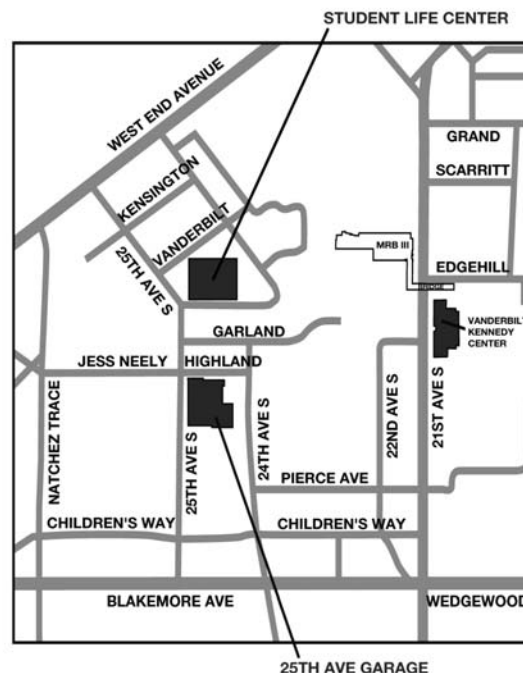 STUDENT LIFE CENTER
WEST END AVENUE
GRAND
SCARRITT
KENSINGTON
VANDERBILT
25TH AVE S
MRB III
EDGEHILL
BRIDGE
GARLAND
VANDERBILT
KENNEDY
CENTER
JESS NEELY
HIGHLAND
NATCHEZ TRACE
25TH AVE S
24TH AVE S
22ND AVE S
21ST AVE S
PIERCE AVE
CHILDREN'S WAY
CHILDREN'S WAY
BLAKEMORE AVE
WEDGEWOOD
25TH AVE GARAGE